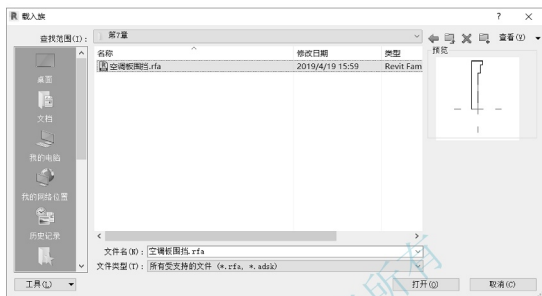 载入族
? ×
查找范围(I): 第7章
查看(V)
名称 修改日期 类型
预览
空调板围挡.rfa 2019/4/19 15:59 Revit Fam
桌面
文档
我的电脑
我的网络位置
历史记录
文件名(N): 空调板围挡.rfa
文件类型(T): 所有受支持的文件 (*.rfa, *.adsk)
工具(L) 打开(O) 取消(C)
所有